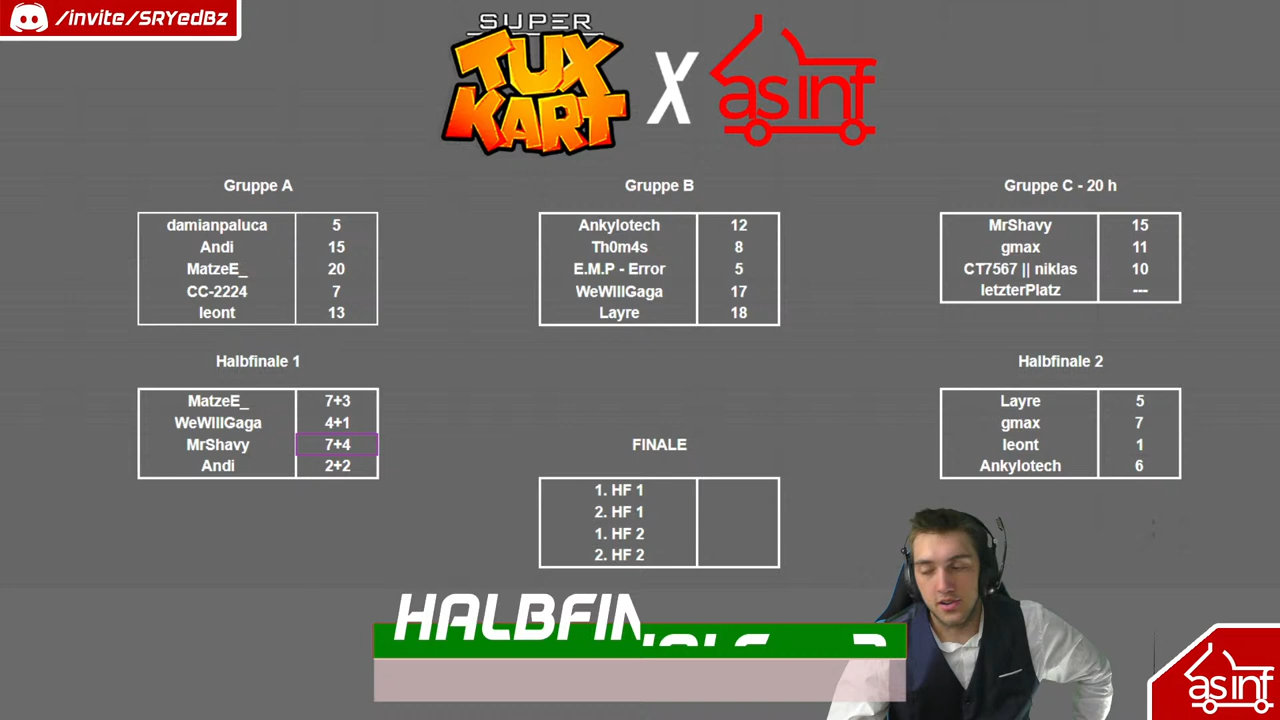 /invite/SRYedBz
SUPER
TUX
KART
X
as inf
Gruppe A
damianpaluca 5
Andi 15
MatzeE_ 20
CC-2224 7
leont 13
Gruppe B
Ankylotech 12
Th0m4s 8
E.M.P - Error 5
WeWIllGaga 17
Layre 18
Gruppe C - 20 h
MrShavy 15
gmax 11
CT7567 || niklas 10
letzterPlatz ---
Halbfinale 1
MatzeE_ 7+3
WeWIllGaga 4+1
MrShavy 7+4
Andi 2+2
FINALE
1. HF 1
2. HF 1
1. HF 2
2. HF 2
Halbfinale 2
Layre 5
gmax 7
leont 1
Ankylotech 6
HALBFIN
as inf